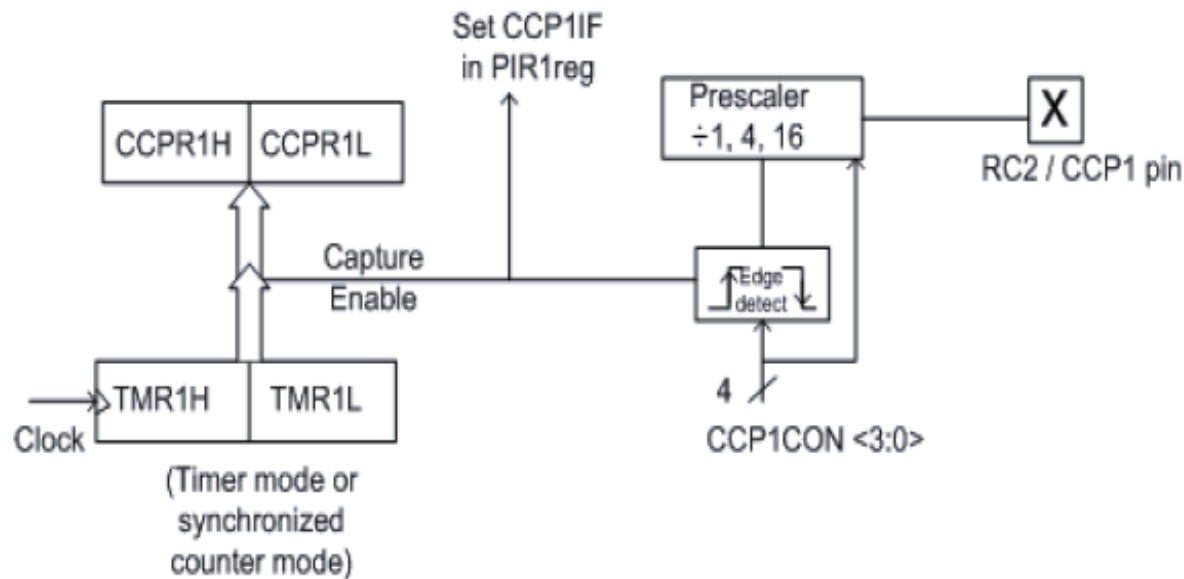 Set CCP1IF
in PIR1reg
CCPR1H
CCPR1L
Prescaler
÷1, 4, 16
X
RC2 / CCP1 pin
Capture
Enable
Edge
detect
TMR1H
TMR1L
Clock
4
CCP1CON <3:0>
(Timer mode or
synchronized
counter mode)